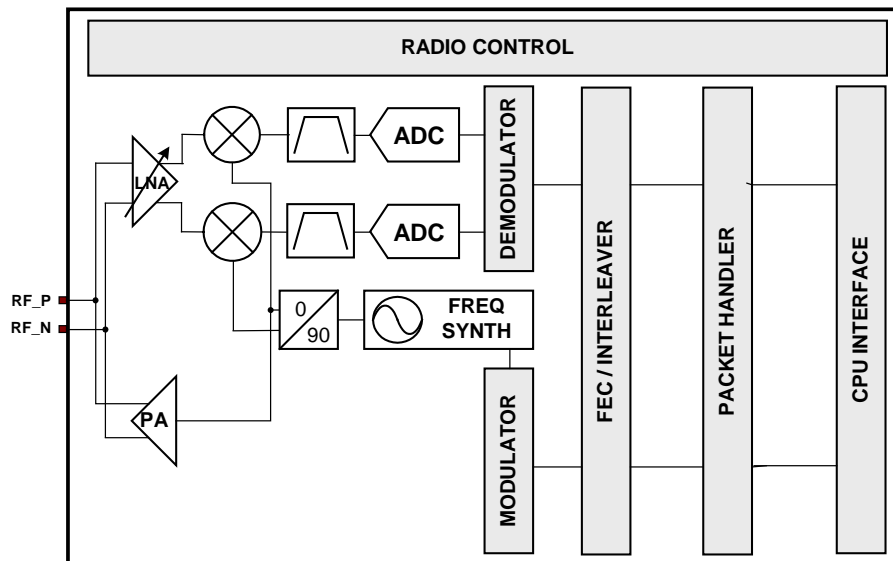 RADIO CONTROL
LNA
ADC
ADC
DEMODULATOR
FEC / INTERLEAVER
PACKET HANDLER
CPU INTERFACE
RF_P
RF_N
0
90
FREQ
SYNTH
PA
MODULATOR